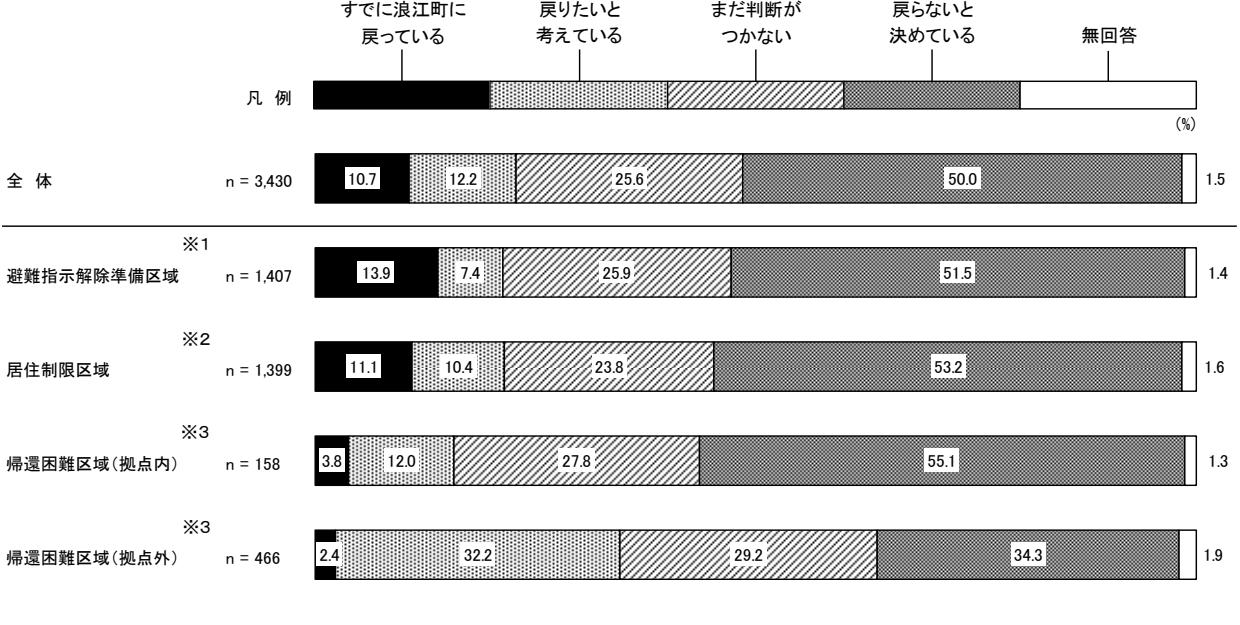 すでに浪江町に
戻っている
戻りたいと
考えている
まだ判断が
つかない
戻らないと
決めている
無回答
凡 例
(%)
全 体 n = 3,430 10.7 12.2 25.6 50.0 1.5
※1
避難指示解除準備区域 n = 1,407 13.9 7.4 25.9 51.5 1.4
※2
居住制限区域 n = 1,399 11.1 10.4 23.8 53.2 1.6
※3
帰還困難区域(拠点内) n = 158 3.8 12.0 27.8 55.1 1.3
※3
帰還困難区域(拠点外) n = 466 2.4 32.2 29.2 34.3 1.9